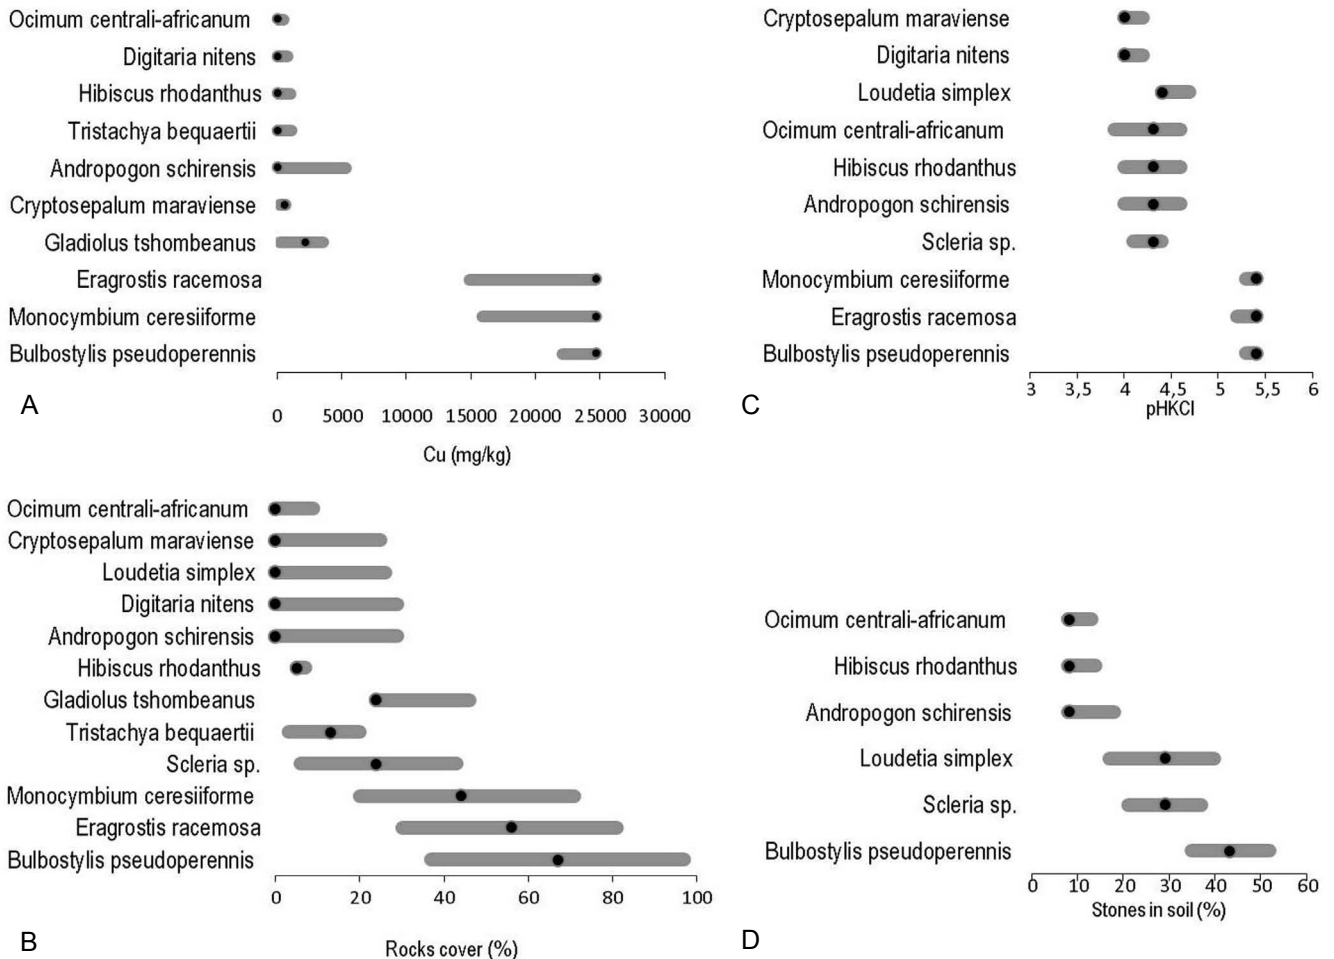 Ocimum centrali-africanum
Digitaria nitens
Hibiscus rhodanthus
Tristachya bequaertii
Andropogon schirensis
Cryptosepalum maraviense
Gladiolus tshombeanus
Eragrostis racemosa
Monocymbium ceresiiforme
Bulbostylis pseudoperennis
0 5000 10000 15000 20000 25000 30000
A
Cu (mg/kg)
Ocimum centrali-africanum
Cryptosepalum maraviense
Loudetia simplex
Digitaria nitens
Andropogon schirensis
Hibiscus rhodanthus
Gladiolus tshombeanus
Tristachya bequaertii
Scleria sp.
Monocymbium ceresiiforme
Eragrostis racemosa
Bulbostylis pseudoperennis
0 20 40 60 80 100
B
Rocks cover (%)
Cryptosepalum maraviense
Digitaria nitens
Loudetia simplex
Ocimum centrali-africanum
Hibiscus rhodanthus
Andropogon schirensis
Scleria sp.
Monocymbium ceresiiforme
Eragrostis racemosa
Bulbostylis pseudoperennis
3 3,5 4 4,5 5 5,5 6
C
pHKCl
Ocimum centrali-africanum
Hibiscus rhodanthus
Andropogon schirensis
Loudetia simplex
Scleria sp.
Bulbostylis pseudoperennis
0 10 20 30 40 50 60
Stones in soil (%)
D